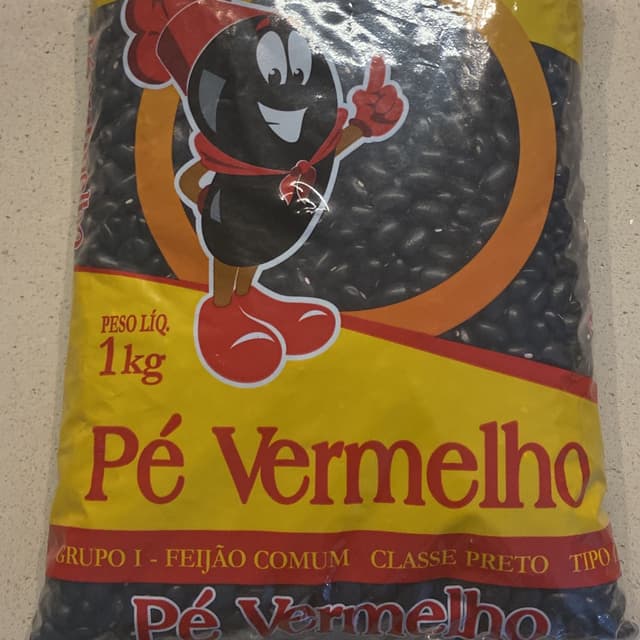 PESO LÍQ.
1kg
Pé Vermelho
GRUPO I - FEIJÃO COMUM CLASSE PRETO TIPO
Pé Vermelho